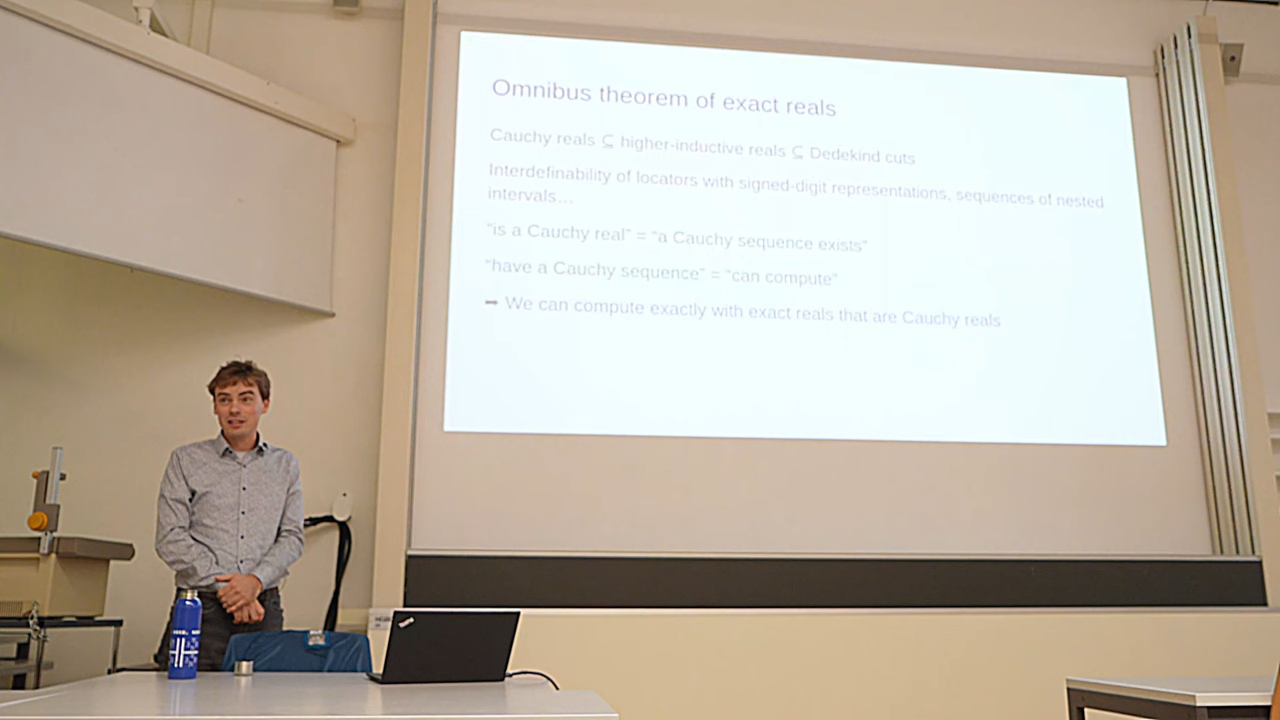 Omnibus theorem of exact reals
Cauchy reals ⊆ higher-inductive reals ⊊ Dedekind cuts
Interdefinability of locators with signed-digit representations, sequences of nested
intervals…
“is a Cauchy real” = “a Cauchy sequence exists”
“have a Cauchy sequence” = “can compute”
➡ We can compute exactly with exact reals that are Cauchy reals